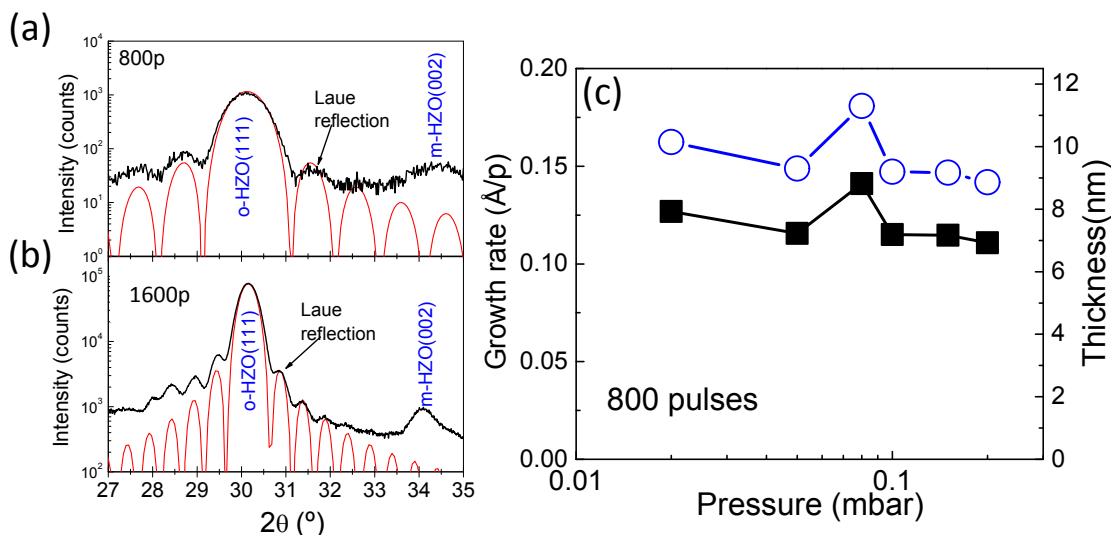 (a)
800p
Laue
reflection
o-HZO(111)
m-HZO(002)
Intensity (counts)
10⁴
10³
10²
10¹
10⁰
(b)
1600p
Laue
reflection
o-HZO(111)
m-HZO(002)
Intensity (counts)
10⁵
10⁴
10³
10²
27 28 29 30 31 32 33 34 35
2θ (º)
(c)
Growth rate (Å/p)
0.20
0.15
0.10
0.05
0.00
800 pulses
0.01 0.1
Pressure (mbar)
12
10
9
8
7
6
4
2
0
Thickness(nm)